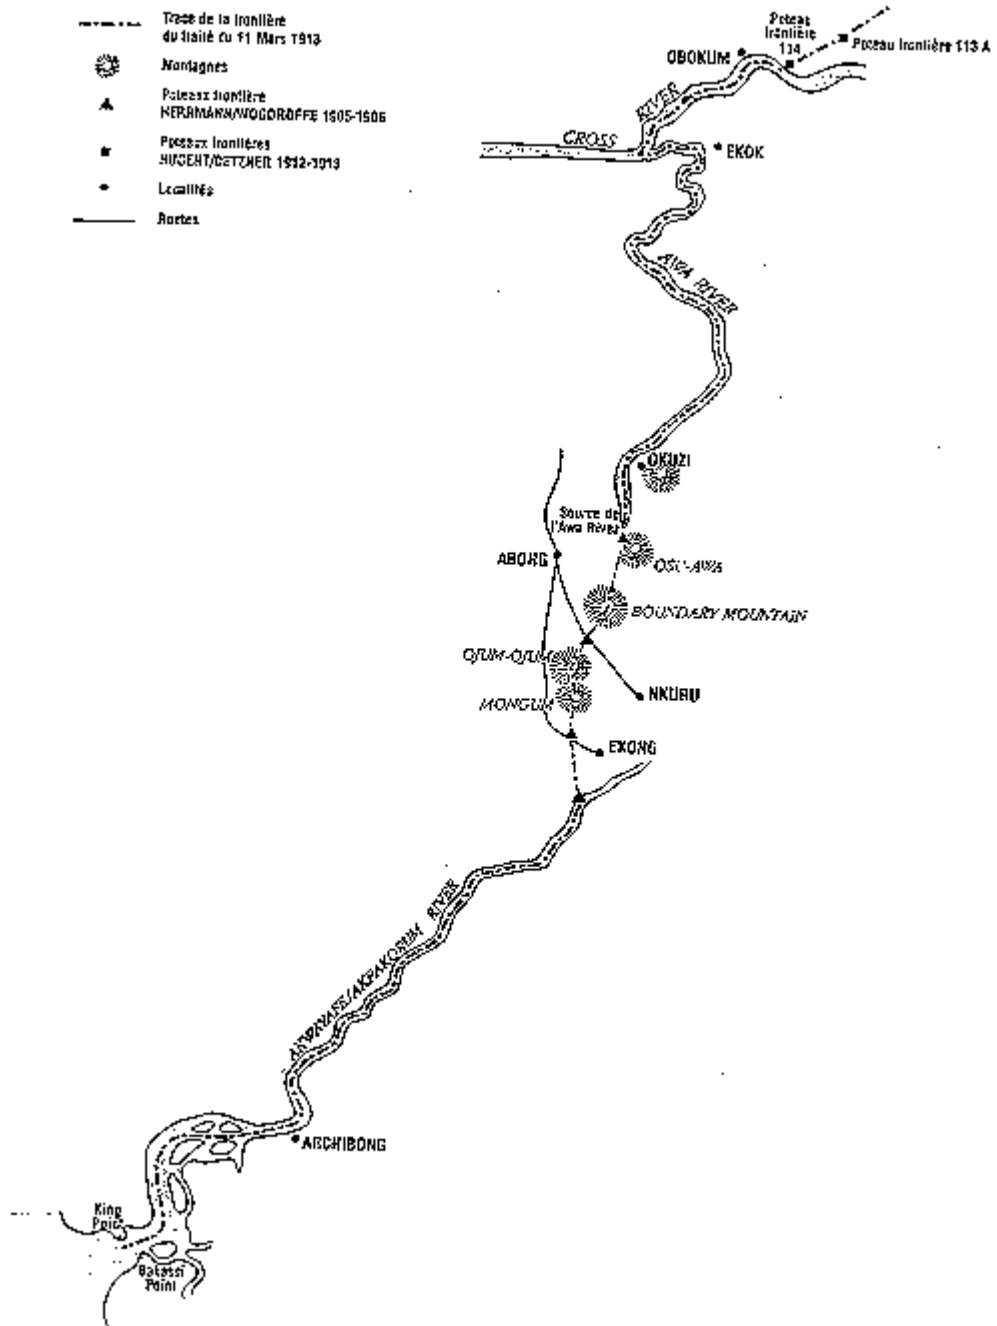 Tracé de la frontière
du traité du 11 Mars 1913
Montagnes
Poteaux frontière
HERRMANN/WOODROFFE 1905-1906
Poteaux frontières
NUGENT/DETZNER 1912-1913
Localités
Routes
Poteau
frontière
114
Poteau frontière 113 A
OBOKUM
RIVER
CROSS
EKOK
AWA RIVER
OKUZI
Source de
l'Awa River
ABORG
OSU-AWA
BOUNDARY MOUNTAIN
OJUM-OJUM
NKURU
MONGUM
EKONG
AKWAYAFE/AKPAKORUM RIVER
ARCHIBONG
King
Point
Bakassi
Point